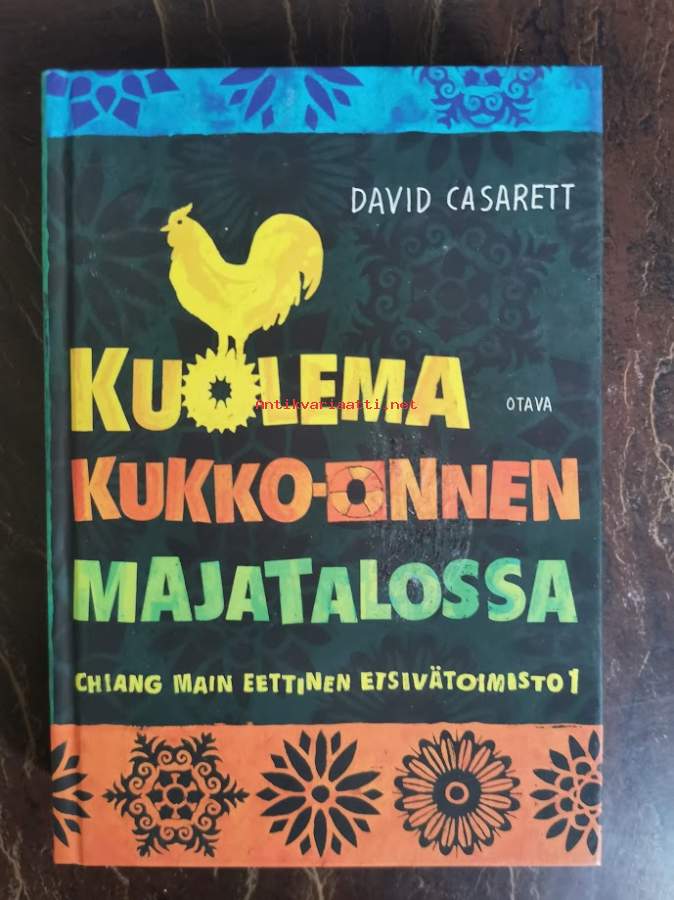 DAVID CASARETT
KUOLEMA
Antikvariaatti.net
OTAVA
KUKKO-ONNEN
MAJATALOSSA
CHIANG MAIN EETTINEN ETSIVÄTOIMISTO 1